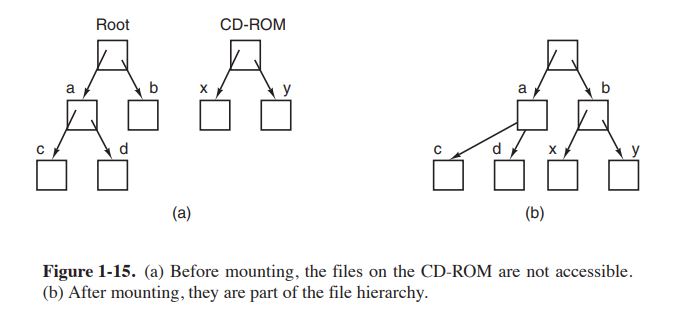 Root
CD-ROM
a
b
x
y
c
d
(a)
a
b
c
d
x
y
(b)
Figure 1-15. (a) Before mounting, the files on the CD-ROM are not accessible.
(b) After mounting, they are part of the file hierarchy.